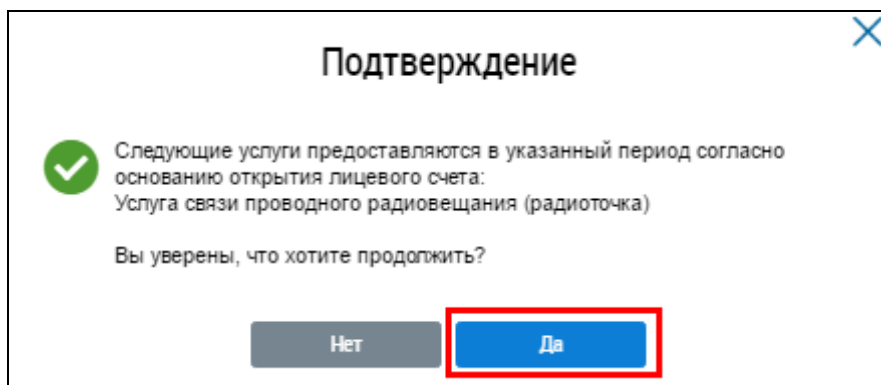 Подтверждение
Следующие услуги предоставляются в указанный период согласно
основанию открытия лицевого счета:
Услуга связи проводного радиовещания (радиоточка)
Вы уверены, что хотите продолжить?
Нет
Да